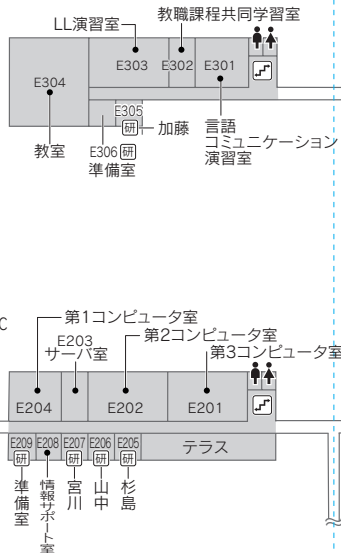 教職課程共同学習室
LL演習室
E304
E303
E302
E301
E305
研
加藤
教室
E306 研
準備室
言語
コミュニケーション
演習室
C
第1コンピュータ室
E203
サーバ室
第2コンピュータ室
第3コンピュータ室
E204
E202
E201
E209
E208
E207
E206
E205
テラス
研
研
研
研
準備室
情報サポート室
宮川
山中
杉島